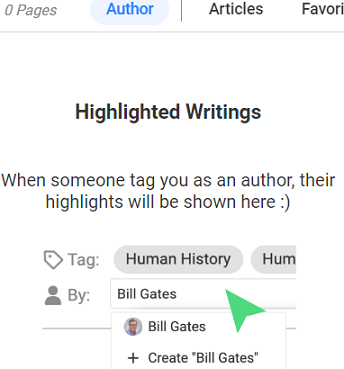 0 Pages Author Articles Favori
Highlighted Writings
When someone tag you as an author, their
highlights will be shown here :)
Tag: Human History Hum
By: Bill Gates
Bill Gates
+ Create "Bill Gates"